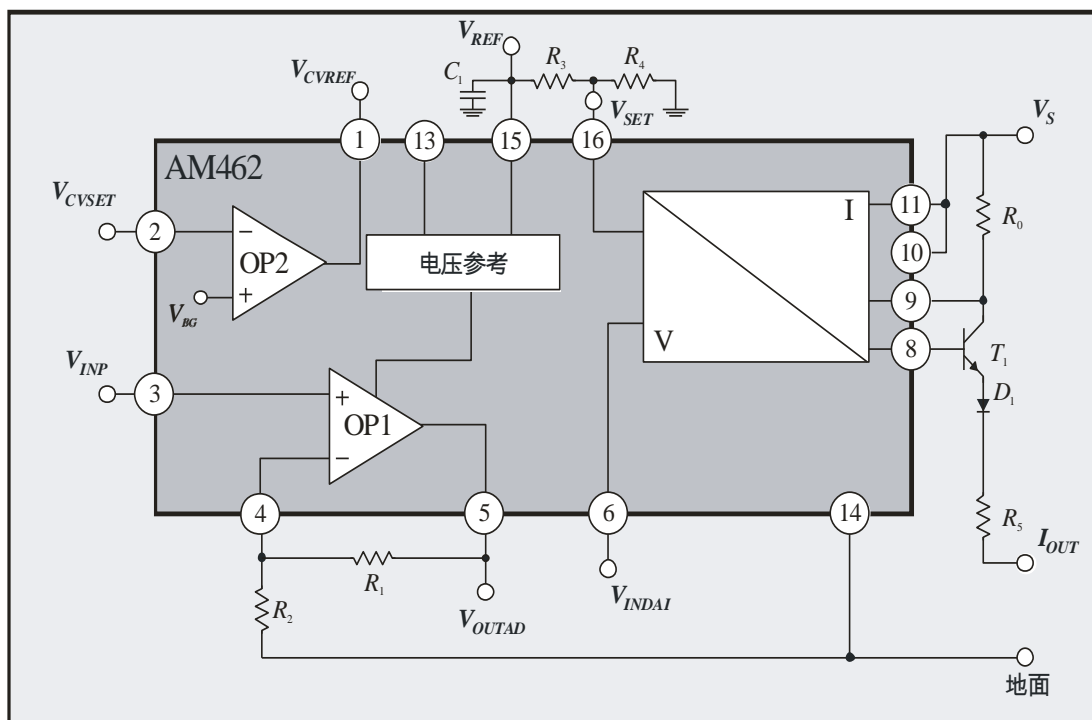 V_REF
R_3
R_4
V_CVREF
C_1
V_SET
V_S
1
13
15
16
AM462
V_CVSET
11
I
R_0
2
−
OP2
电压参考
10
+
V_BG
9
V
8
T_1
V_INP
3
D_1
+
OP1
−
4
5
6
14
R_5
I_OUT
R_1
R_2
V_OUTAD
V_INDAI
地面